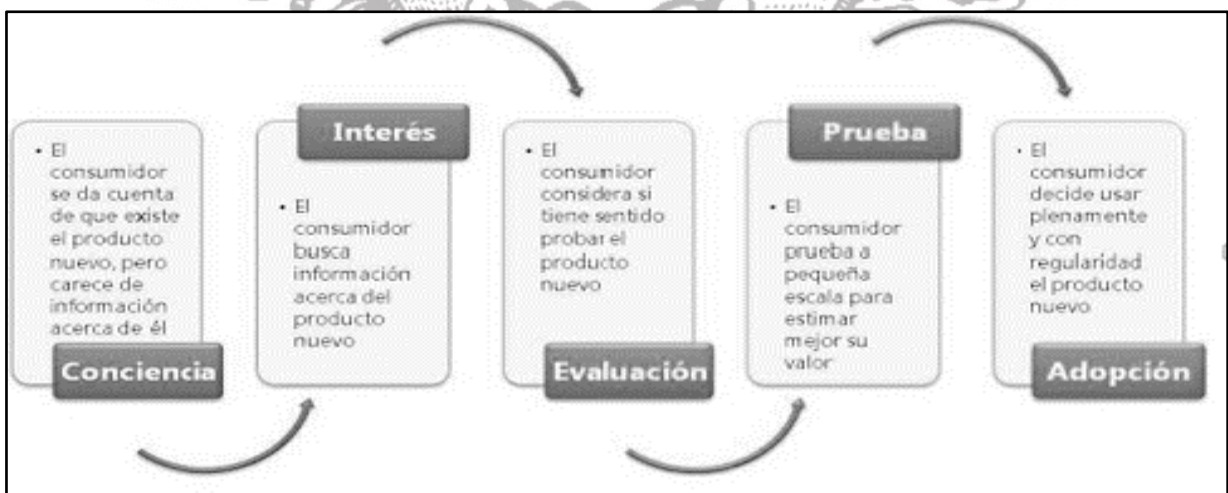 • El
consumidor
se da cuenta
de que existe
el producto
nuevo, pero
carece de
información
acerca de él
Conciencia
Interés
• El
consumidor
busca
información
acerca del
producto
nuevo
• El
consumidor
considera si
tiene sentido
probar el
producto
nuevo
Evaluación
Prueba
• El
consumidor
prueba a
pequeña
escala para
estimar
mejor su
valor
• El
consumidor
decide usar
plenamente
y con
regularidad
el producto
nuevo
Adopción